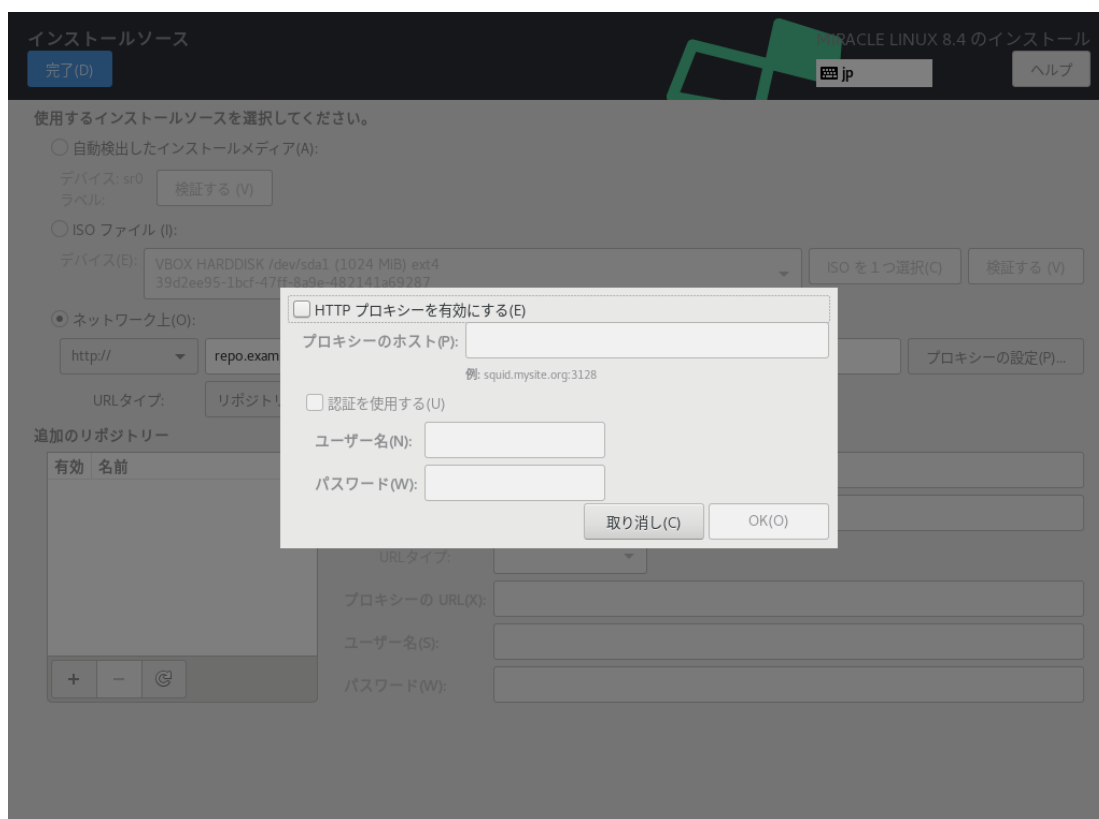 インストールソース
MIRACLE LINUX 8.4 のインストール
完了(D)
jp
ヘルプ
使用するインストールソースを選択してください。
自動検出したインストールメディア(A):
デバイス: sr0
ラベル:
検証する (V)
ISO ファイル (I):
デバイス(E):
VBOX HARDDISK /dev/sda1 (1024 MiB) ext4
39d2ee95-1bcf-47ff-8a9e-482141a69287
ISO を 1 つ選択(C)
検証する (V)
ネットワーク上(O):
http://
repo.exam
プロキシーの設定(P)...
URLタイプ:
リポジトリ
追加のリポジトリー
有効 名前
HTTP プロキシーを有効にする(E)
プロキシーのホスト(P):
例: squid.mysite.org:3128
認証を使用する(U)
ユーザー名(N):
パスワード(W):
取り消し(C)
OK(O)
URLタイプ:
プロキシーの URL(X):
ユーザー名(S):
パスワード(W):